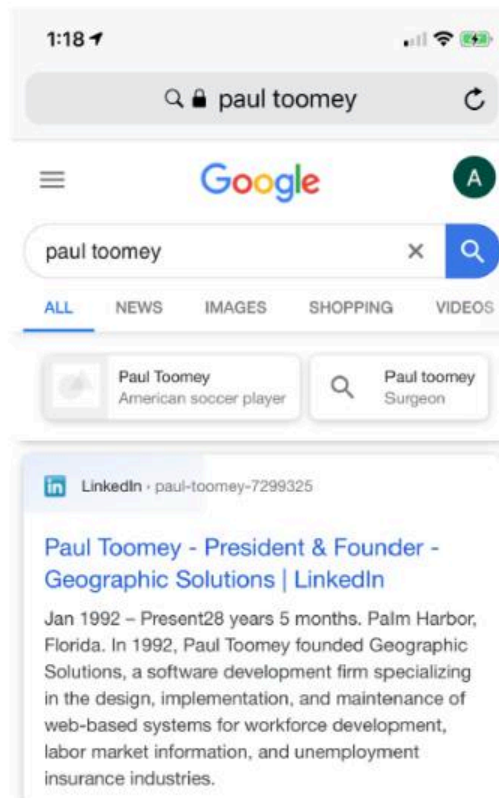 1:18
paul toomey
Google
A
paul toomey
ALL NEWS IMAGES SHOPPING VIDEOS
Paul Toomey
American soccer player
Paul toomey
Surgeon
in LinkedIn · paul-toomey-7299325
Paul Toomey - President & Founder -
Geographic Solutions | LinkedIn
Jan 1992 – Present28 years 5 months. Palm Harbor,
Florida. In 1992, Paul Toomey founded Geographic
Solutions, a software development firm specializing
in the design, implementation, and maintenance of
web-based systems for workforce development,
labor market information, and unemployment
insurance industries.